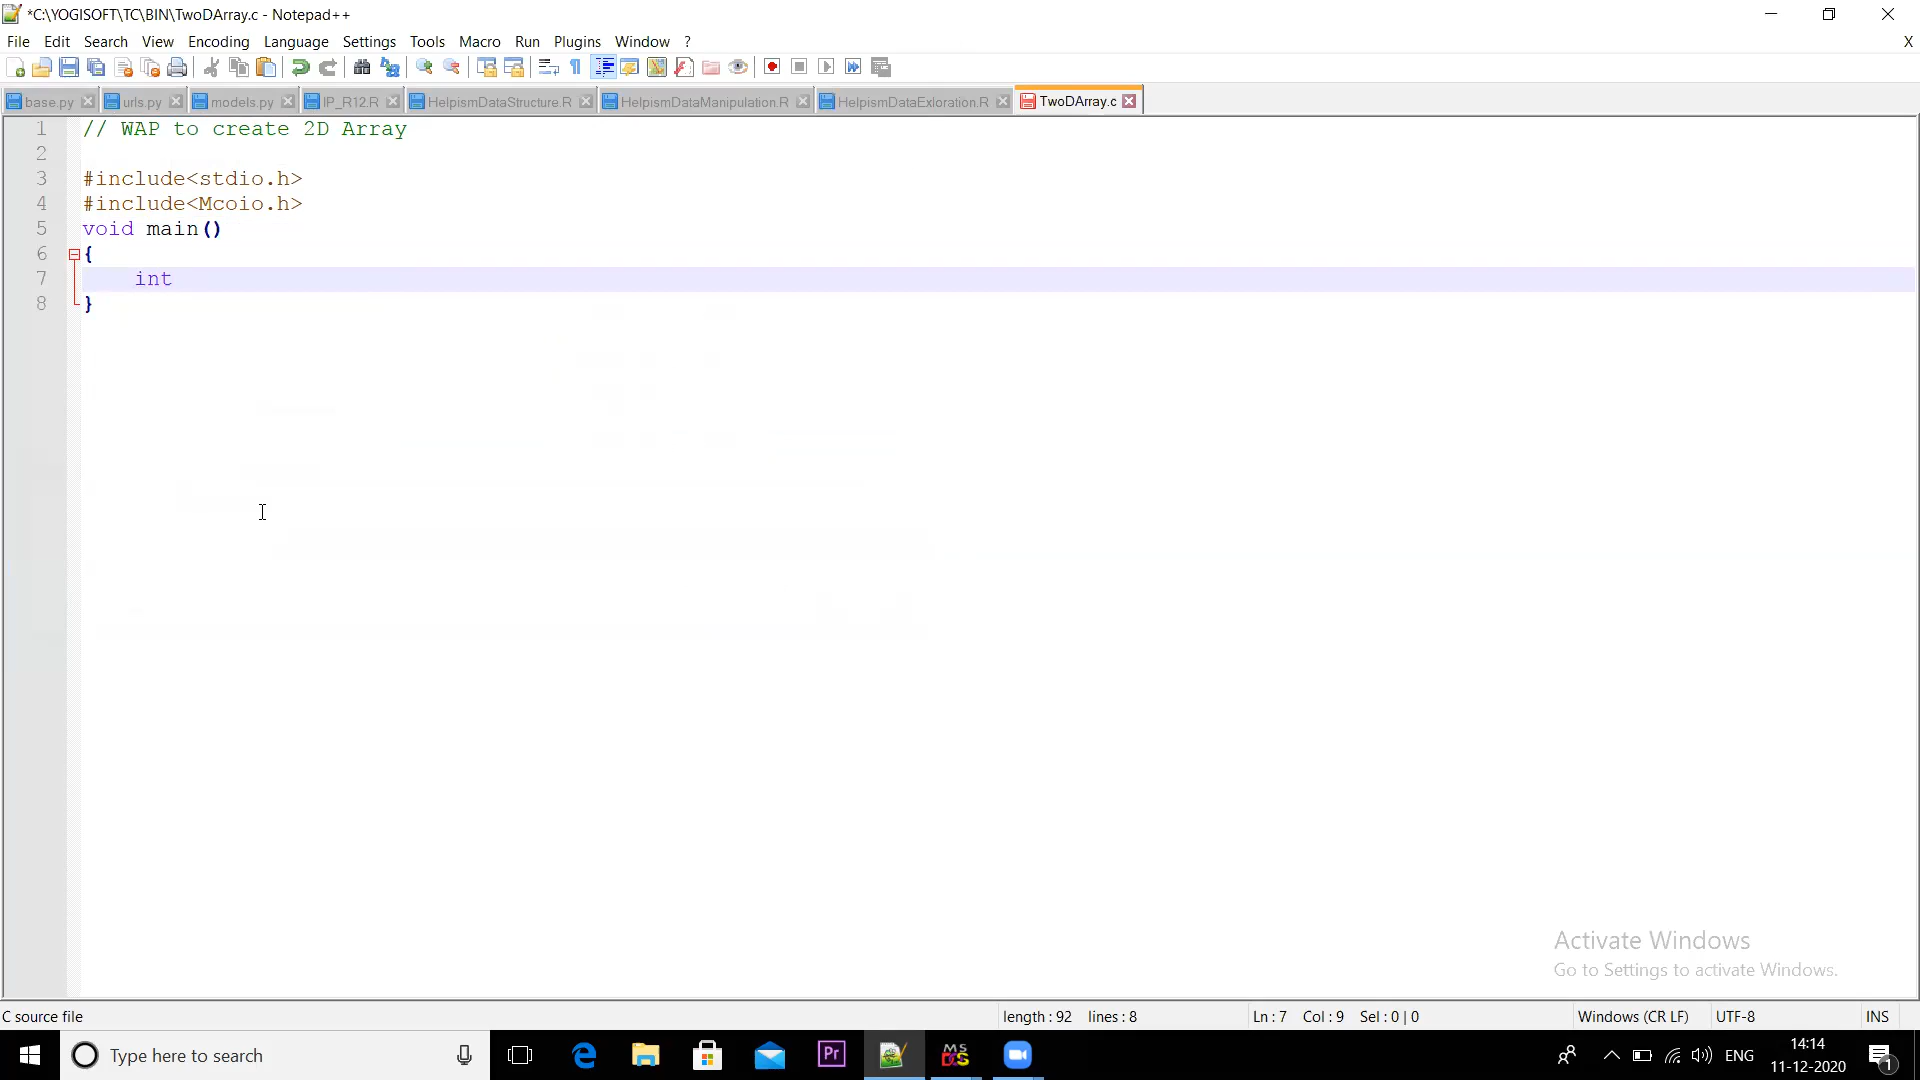 *C:\YOGISOFT\TC\BIN\TwoDArray.c - Notepad++
File Edit Search View Encoding Language Settings Tools Macro Run Plugins Window ? X
base.py urls.py models.py IP_R12.R HelpismDataStructure.R HelpismDataManipulation.R HelpismDataExloration.R TwoDArray.c
1 // WAP to create 2D Array
2
3 #include<stdio.h>
4 #include<Mcoio.h>
5 void main()
6 {
7 int
8 }
Activate Windows
Go to Settings to activate Windows.
C source file length : 92 lines : 8 Ln : 7 Col : 9 Sel : 0 | 0 Windows (CR LF) UTF-8 INS
Type here to search Pr MS DOS ENG 14:14
11-12-2020 1